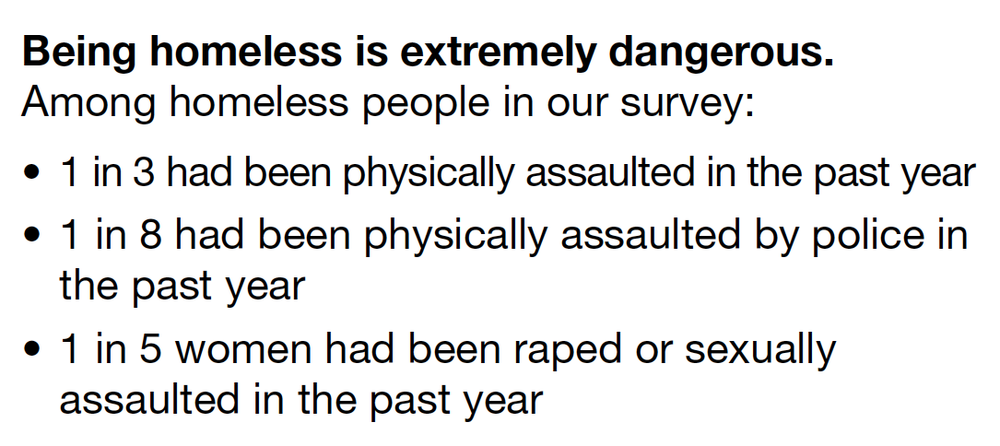 Being homeless is extremely dangerous.
Among homeless people in our survey:
• 1 in 3 had been physically assaulted in the past year
• 1 in 8 had been physically assaulted by police in
the past year
• 1 in 5 women had been raped or sexually
assaulted in the past year